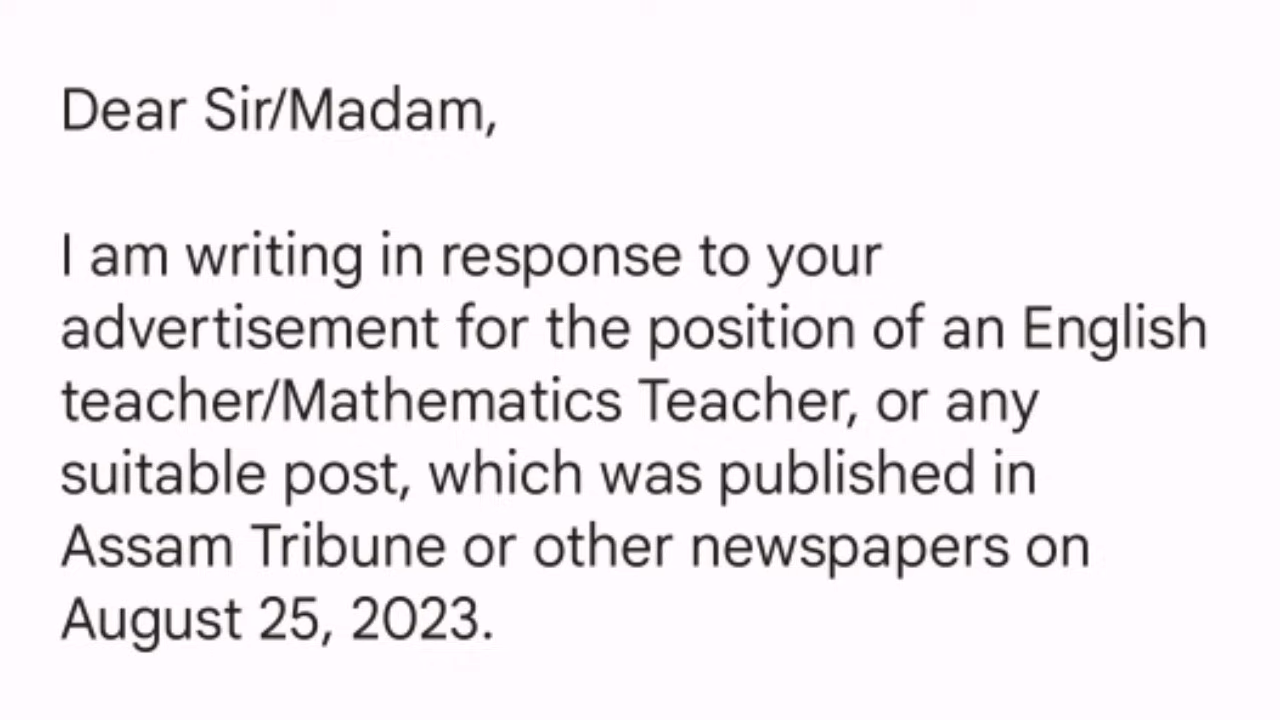 Dear Sir/Madam,
I am writing in response to your
advertisement for the position of an English
teacher/Mathematics Teacher, or any
suitable post, which was published in
Assam Tribune or other newspapers on
August 25, 2023.